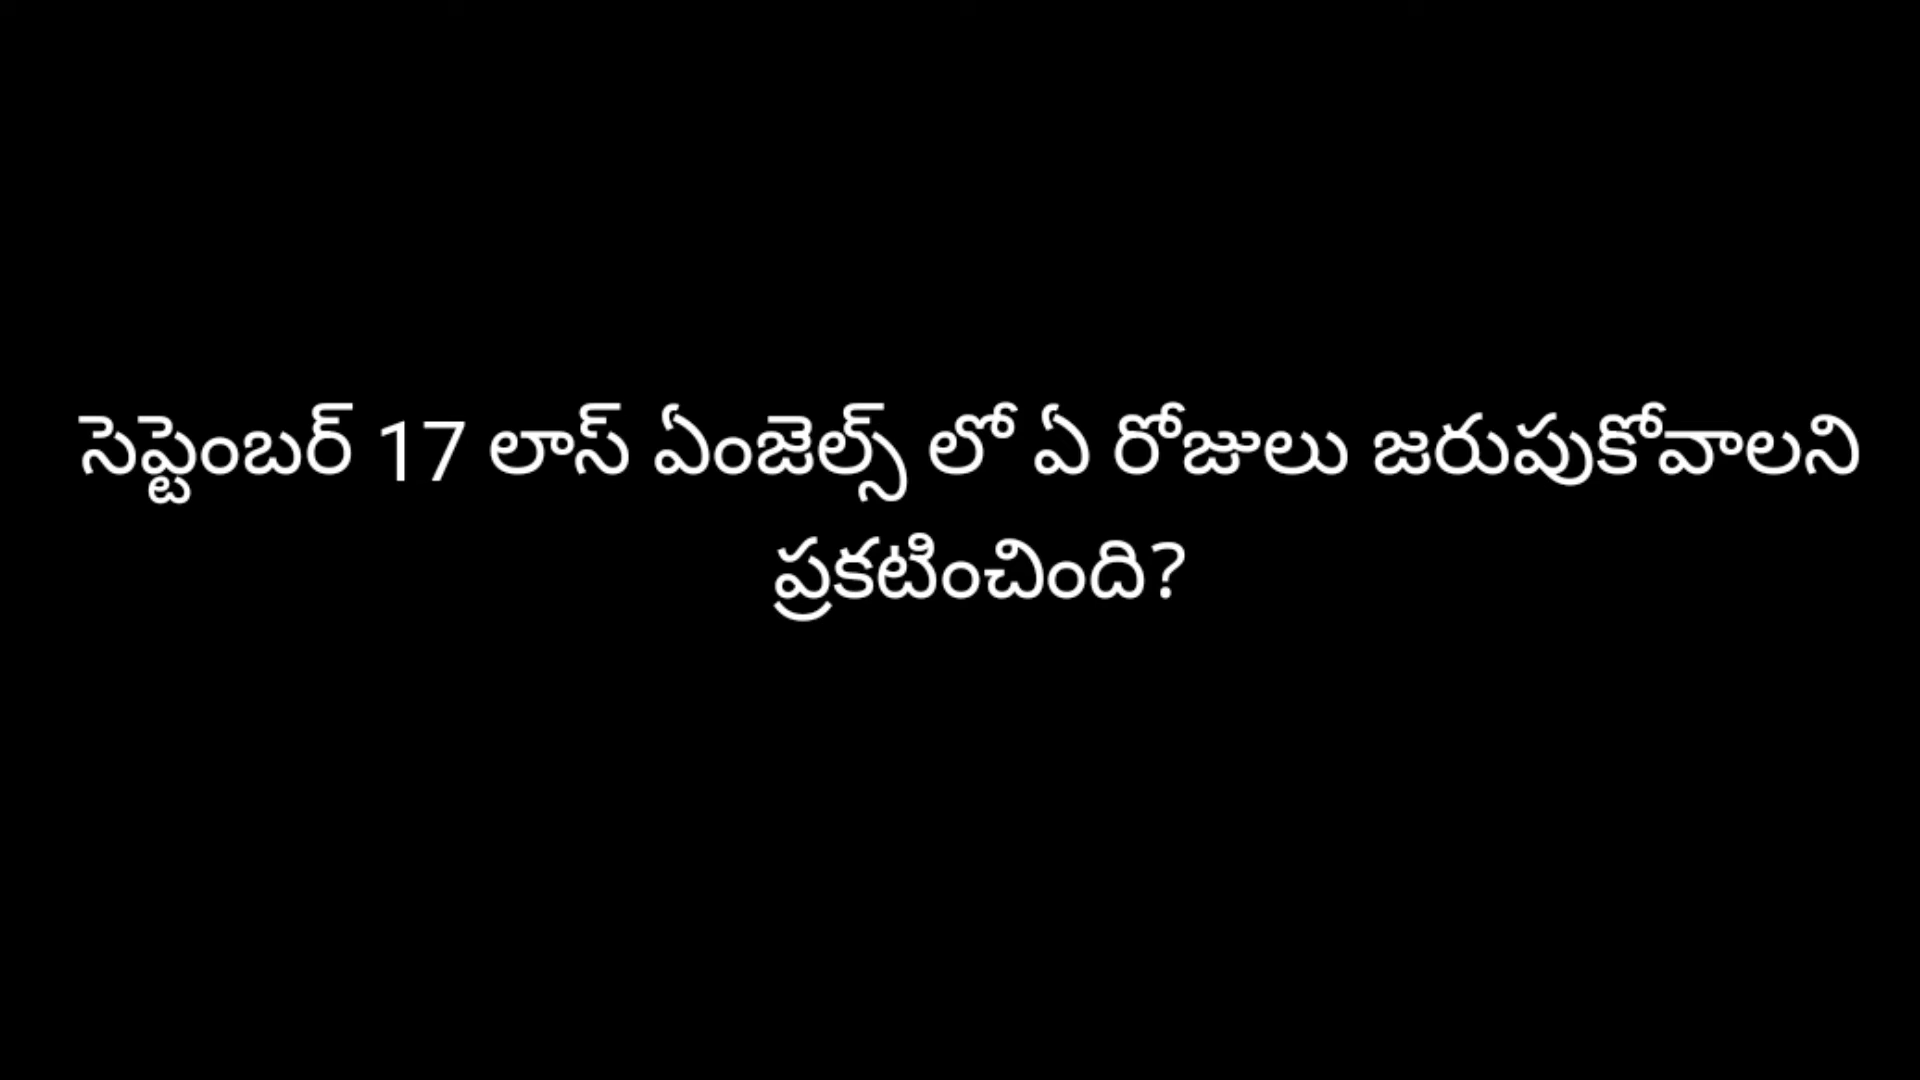 సెప్టెంబర్ 17 లాస్ ఏంజెల్స్ లో ఏ రోజులు జరుపుకోవాలని
ప్రకటించింది?